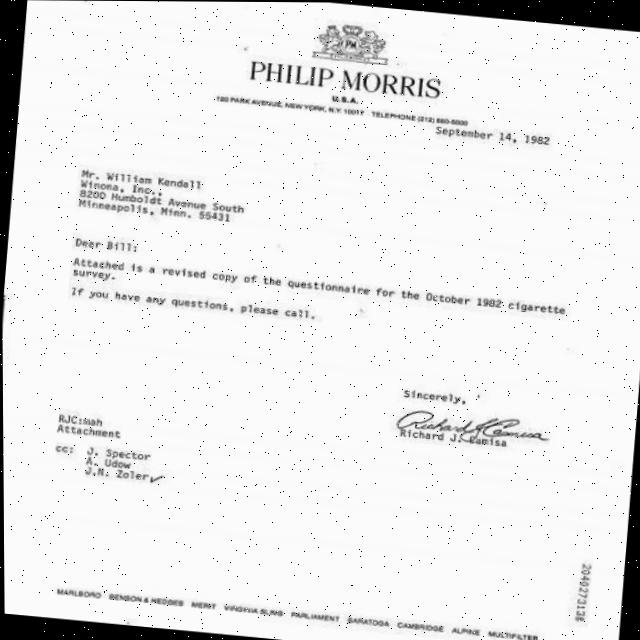 PM
PHILIP MORRIS
U.S.A.
120 PARK AVENUE, NEW YORK, N.Y. 10017 TELEPHONE (212) 880-5000
September 14, 1982
Mr. William Kendall
Winona, Inc.,
8200 Humboldt Avenue South
Minneapolis, Minn. 55431
Dear Bill:
Attached is a revised copy of the questionnaire for the October 1982 cigarette
survey.
If you have any questions, please call.
Sincerely,
Richard J. Camisa
Richard J. Camisa
RJC:mah
Attachment
cc: J. Spector
A. Udow
J.N. Zoler
MARLBORO BENSON & HEDGES MERIT VIRGINIA SLIMS PARLIAMENT SARATOGA CAMBRIDGE ALPINE MULTIFILTER